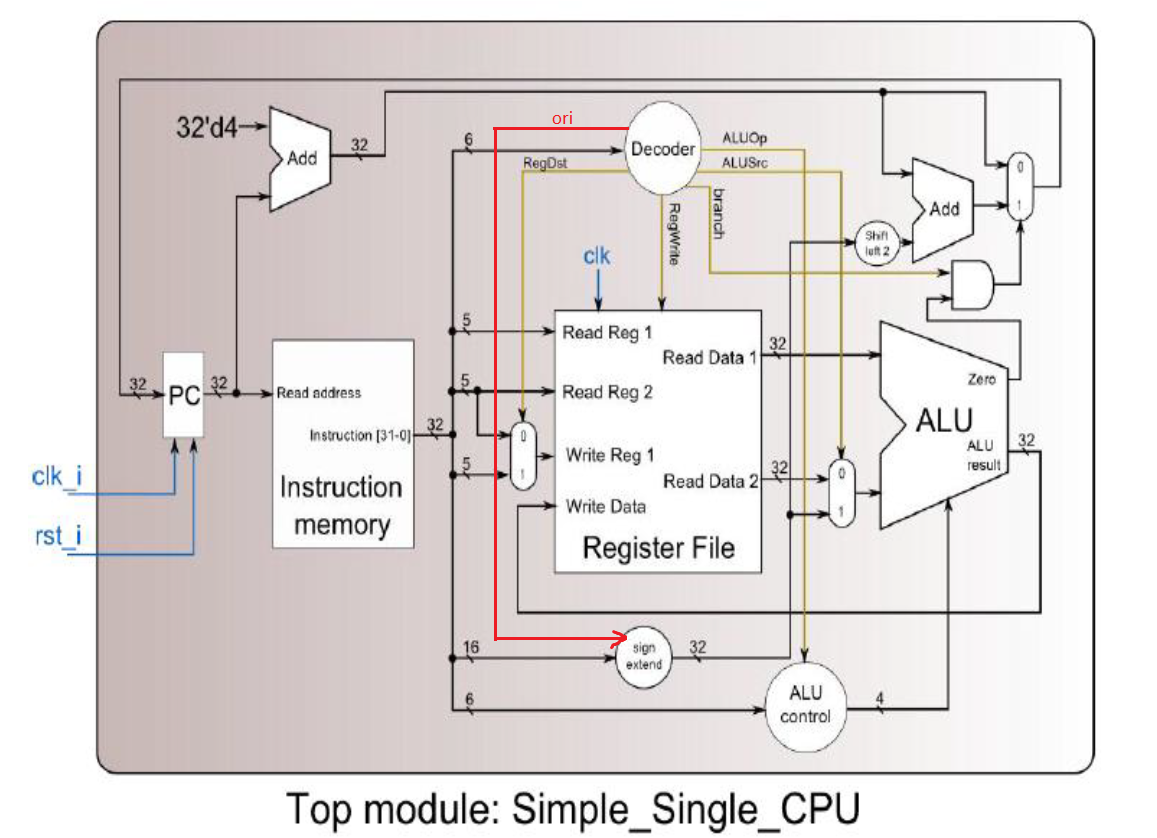 ori
32'd4
Add
32
6
Decoder
ALUOp
RegDst
ALUSrc
RegWrite
branch
Add
0
1
Shift
left 2
clk
5
Read Reg 1
Read Data 1
32
Zero
32
PC
32
Read address
5
Read Reg 2
Instruction [31-0]
32
0
1
5
Write Reg 1
Read Data 2
32
0
1
ALU
ALU
result
32
Write Data
Instruction
memory
Register File
clk_i
rst_i
16
sign
extend
32
6
ALU
control
4
Top module: Simple_Single_CPU